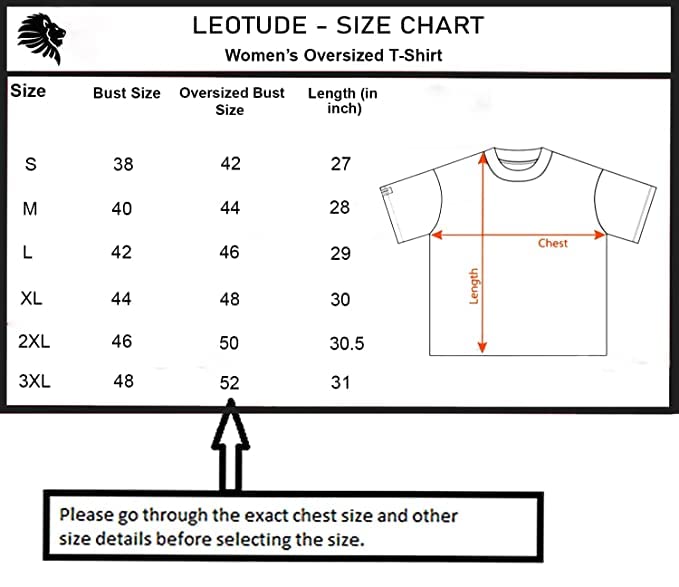 LEOTUDE - SIZE CHART
Women's Oversized T-Shirt
Size Bust Size Oversized Bust Size Length (in inch)
S 38 42 27
M 40 44 28
L 42 46 29
XL 44 48 30
2XL 46 50 30.5
3XL 48 52 31
Chest
Length
Please go through the exact chest size and other
size details before selecting the size.